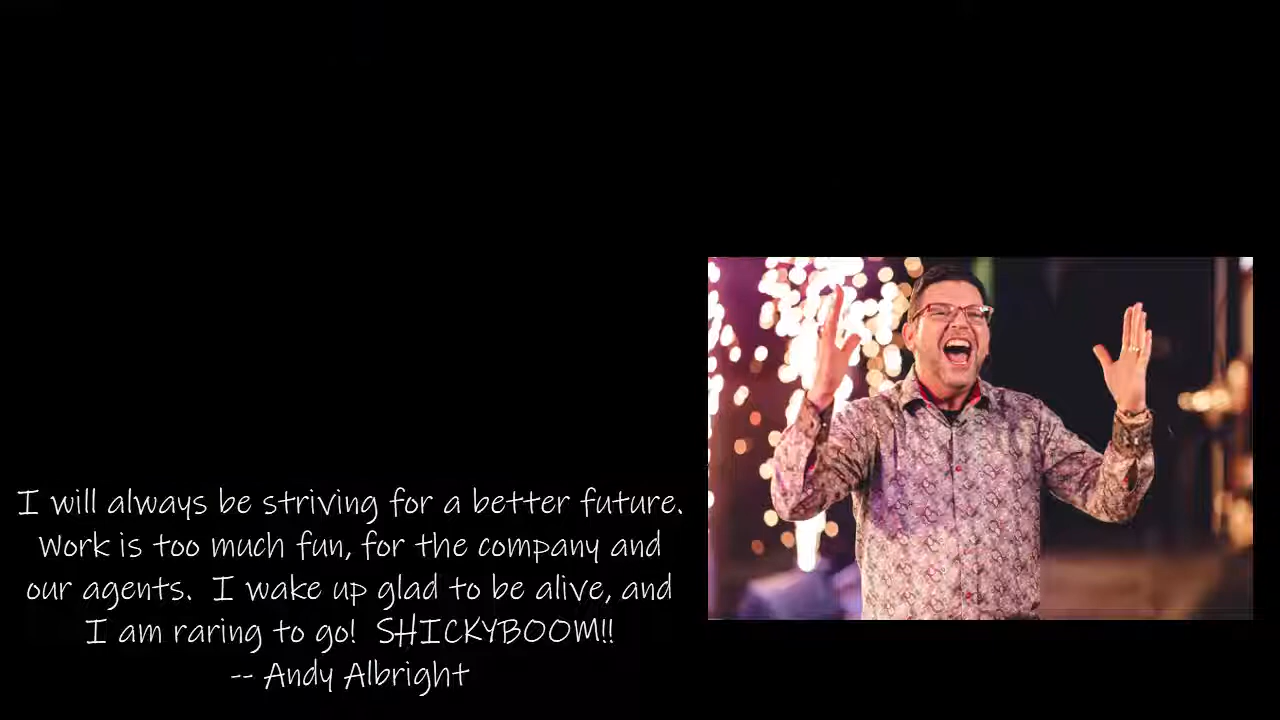 I will always be striving for a better future.
Work is too much fun, for the company and
our agents. I wake up glad to be alive, and
I am raring to go! SHICKYBOOM!!
-- Andy Albright